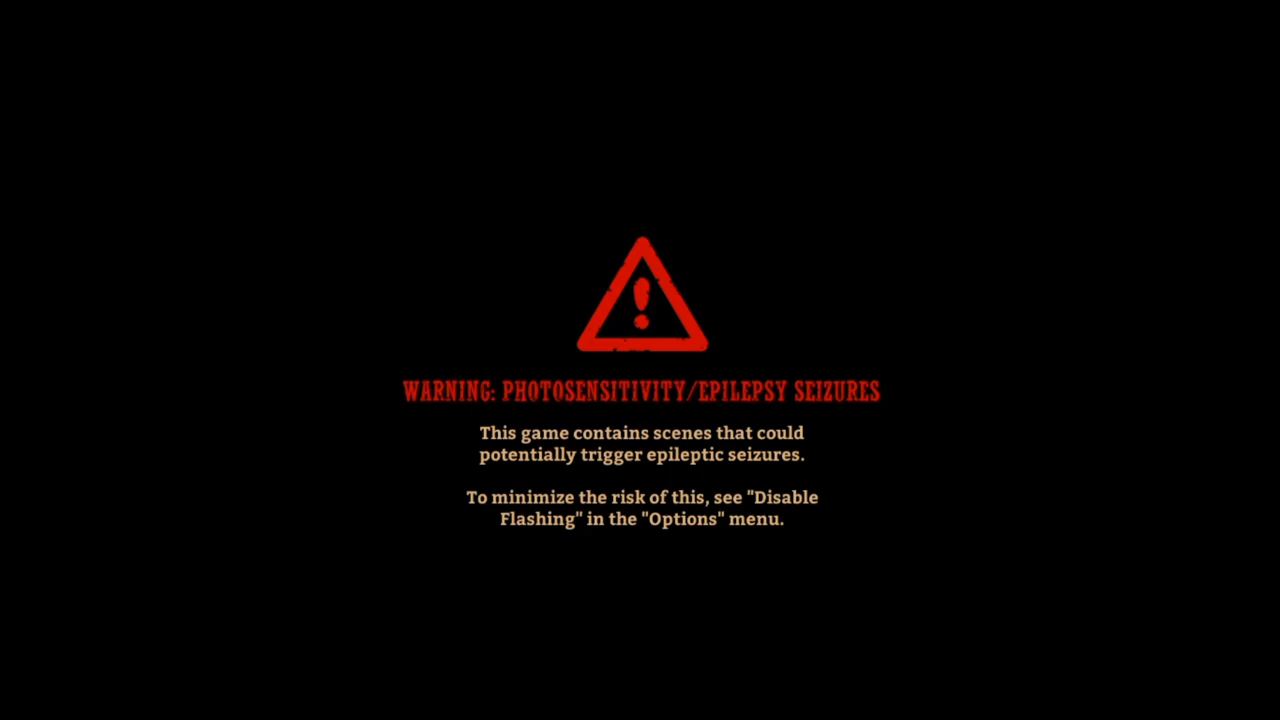 WARNING: PHOTOSENSITIVITY/EPILEPSY SEIZURES
This game contains scenes that could
potentially trigger epileptic seizures.
To minimize the risk of this, see "Disable
Flashing" in the "Options" menu.